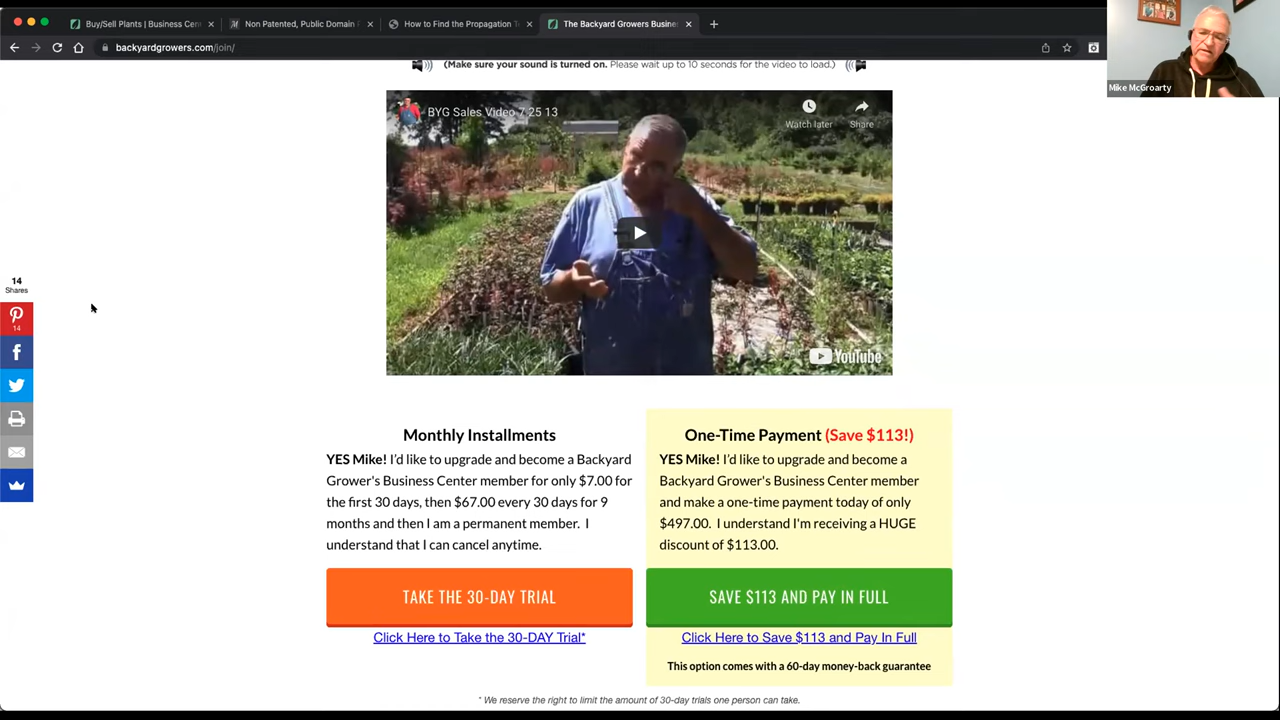 Buy/Sell Plants | Business Cen
Non Patented, Public Domain F
How to Find the Propagation T
The Backyard Growers Busine
backyardgrowers.com/join/
Mike McGroarty
(Make sure your sound is turned on. Please wait up to 10 seconds for the video to load.)
BYG Sales Video 7 25 13
Watch later
Share
YouTube
14
Shares
14
Monthly Installments
YES Mike! I'd like to upgrade and become a Backyard
Grower's Business Center member for only $7.00 for
the first 30 days, then $67.00 every 30 days for 9
months and then I am a permanent member. I
understand that I can cancel anytime.
TAKE THE 30-DAY TRIAL
Click Here to Take the 30-DAY Trial*
One-Time Payment (Save $113!)
YES Mike! I'd like to upgrade and become a
Backyard Grower's Business Center member
and make a one-time payment today of only
$497.00. I understand I'm receiving a HUGE
discount of $113.00.
SAVE $113 AND PAY IN FULL
Click Here to Save $113 and Pay In Full
This option comes with a 60-day money-back guarantee
* We reserve the right to limit the amount of 30-day trials one person can take.